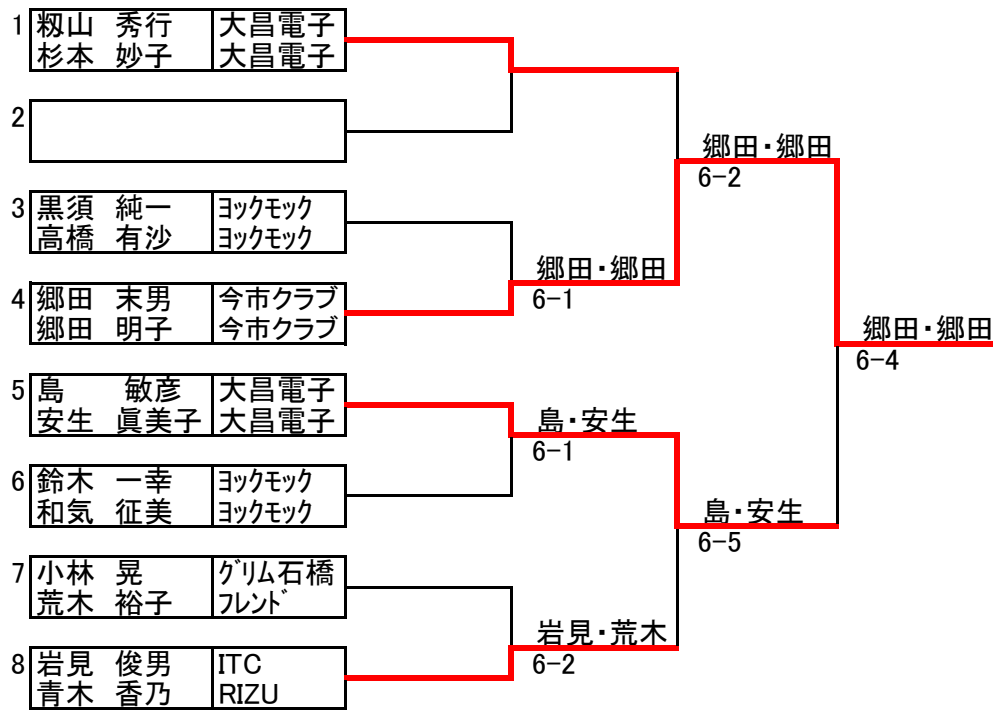 1 籾山 秀行 大昌電子
杉本 妙子 大昌電子
2
3 黒須 純一 ﾖｯｸﾓｯｸ
高橋 有沙 ﾖｯｸﾓｯｸ
4 郷田 末男 今市クラブ
郷田 明子 今市クラブ
5 島 敏彦 大昌電子
安生 眞美子 大昌電子
6 鈴木 一幸 ﾖｯｸﾓｯｸ
和気 征美 ﾖｯｸﾓｯｸ
7 小林 晃 ｸﾞﾘﾑ石橋
荒木 裕子 ﾌﾚﾝﾄﾞ
8 岩見 俊男 ITC
青木 香乃 RIZU
郷田・郷田
6-1
島・安生
6-1
岩見・荒木
6-2
郷田・郷田
6-2
島・安生
6-5
郷田・郷田
6-4